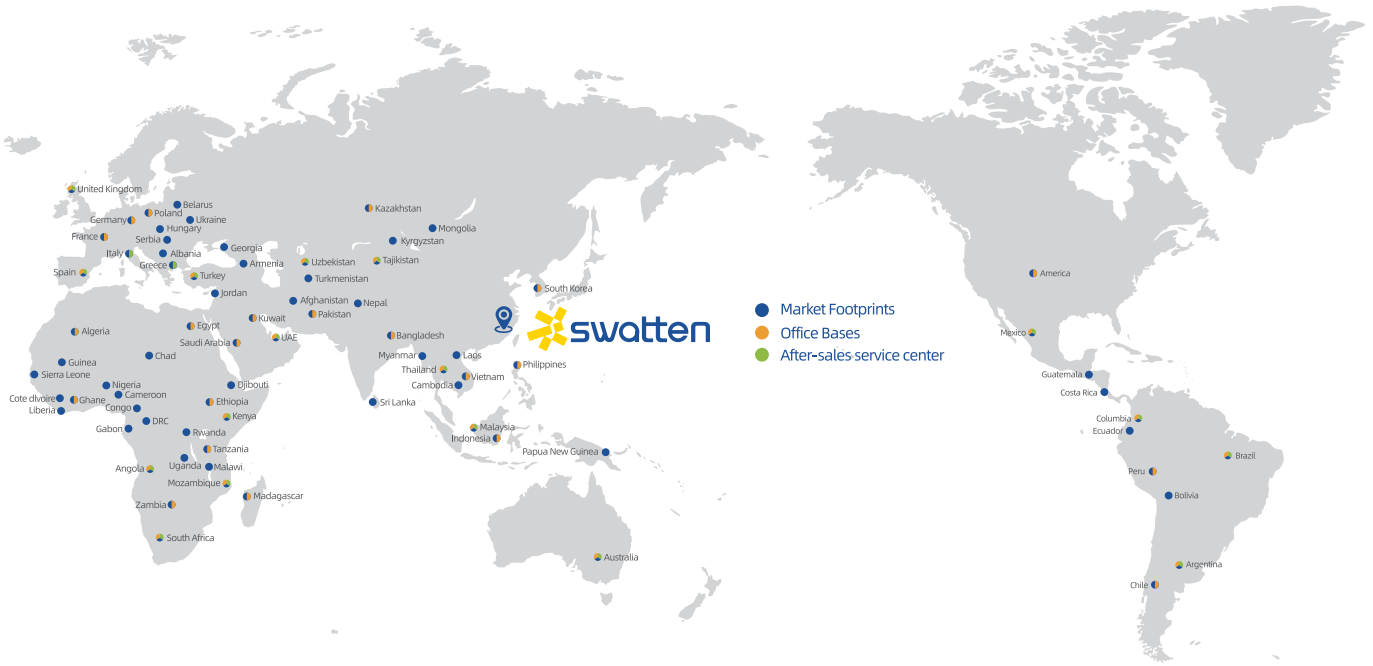 United Kingdom
Belarus
Poland
Germany
Ukraine
Hungary
France
Serbia
Italy
Albania
Greece
Spain
Turkey
Georgia
Armenia
Jordan
Kazakhstan
Mongolia
Kyrgyzstan
Uzbekistan
Tajikistan
Turkmenistan
Afghanistan
Nepal
Pakistan
South Korea
Kuwait
Egypt
Algeria
Saudi Arabia
UAE
Bangladesh
swatten
Market Footprints
Office Bases
After-sales service center
Chad
Guinea
Sierra Leone
Nigeria
Djibouti
Cameroon
Cote dIvoire
Ghane
Congo
Liberia
Ethiopia
DRC
Kenya
Gabon
Rwanda
Tanzania
Uganda
Malawi
Angola
Mozambique
Madagascar
Zambia
South Africa
Myanmar
Laos
Thailand
Philippines
Vietnam
Cambodia
Sri Lanka
Malaysia
Indonesia
Papua New Guinea
Australia
America
Mexico
Guatemala
Costa Rica
Columbia
Ecuador
Brazil
Peru
Bolivia
Argentina
Chile